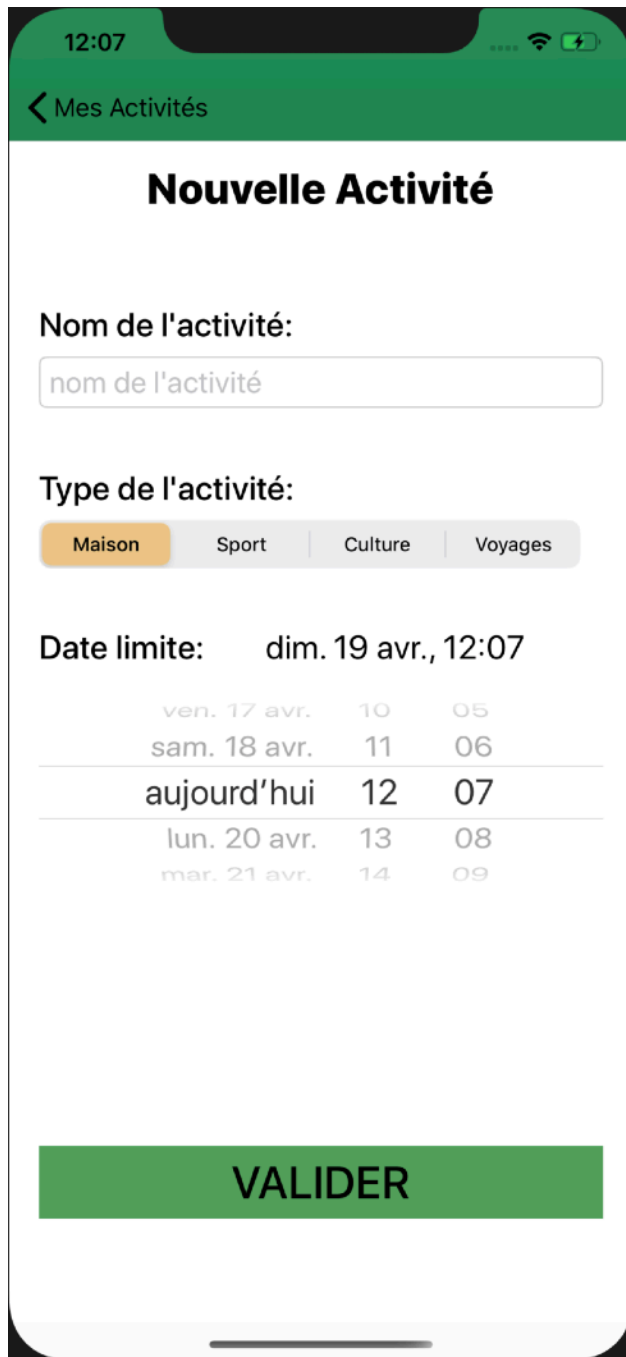 12:07
Mes Activités
Nouvelle Activité
Nom de l'activité:
nom de l'activité
Type de l'activité:
Maison Sport Culture Voyages
Date limite: dim. 19 avr., 12:07
ven. 17 avr. 10 05
sam. 18 avr. 11 06
aujourd’hui 12 07
lun. 20 avr. 13 08
mar. 21 avr. 14 09
VALIDER